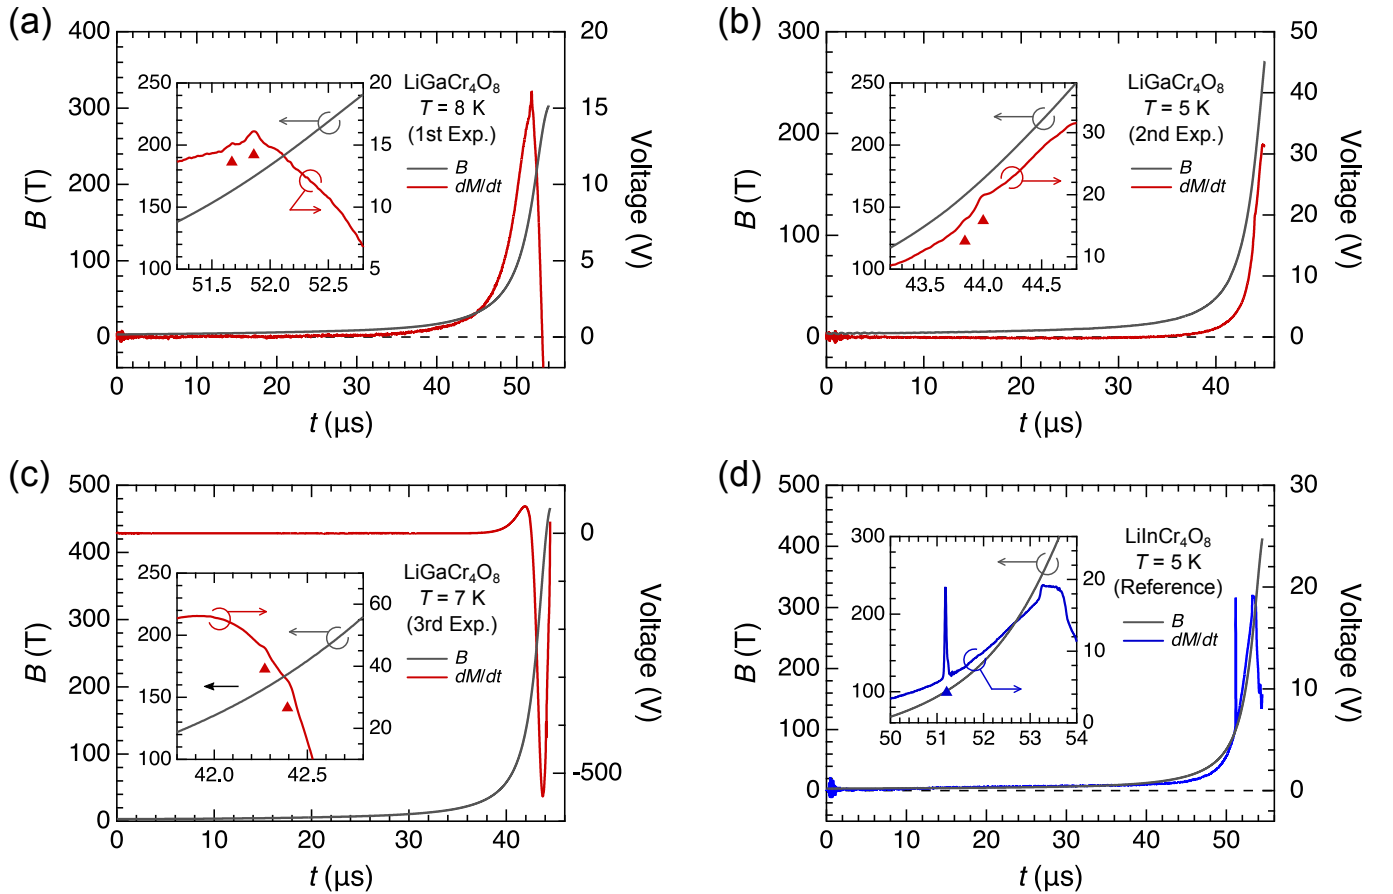 (a)
400
300
200
100
0
B (T)
20
15
10
5
0
Voltage (V)
250
200
150
100
20
15
10
5
51.5
52.0
52.5
LiGaCr₄O₈
T = 8 K
(1st Exp.)
B
dM/dt
0
10
20
30
40
50
t (μs)
(b)
300
200
100
0
B (T)
50
40
30
20
10
0
Voltage (V)
250
200
150
100
30
20
10
43.5
44.0
44.5
LiGaCr₄O₈
T = 5 K
(2nd Exp.)
B
dM/dt
0
10
20
30
40
t (μs)
(c)
500
400
300
200
100
0
B (T)
0
-500
Voltage (V)
250
200
150
100
60
40
20
42.0
42.5
LiGaCr₄O₈
T = 7 K
(3rd Exp.)
B
dM/dt
0
10
20
30
40
t (μs)
(d)
500
400
300
200
100
0
B (T)
30
20
10
0
Voltage (V)
300
200
100
20
10
0
50
51
52
53
54
LiInCr₄O₈
T = 5 K
(Reference)
B
dM/dt
0
10
20
30
40
50
t (μs)